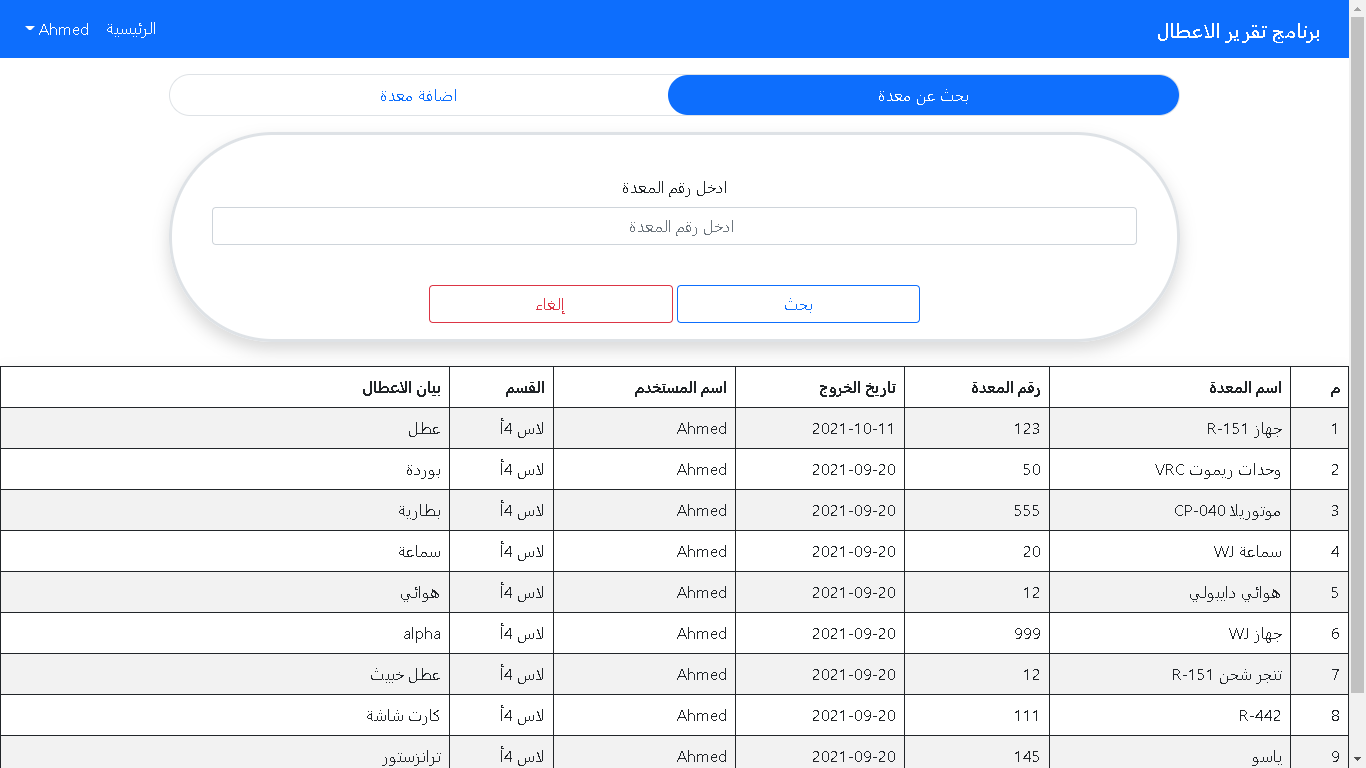 برنامج تقرير الاعطال
الرئيسية
Ahmed
بحث عن معدة
اضافة معدة
ادخل رقم المعدة
ادخل رقم المعدة
بحث
إلغاء
م اسم المعدة رقم المعدة تاريخ الخروج اسم المستخدم القسم بيان الاعطال
1 جهاز R-151 123 2021-10-11 Ahmed لاس 4أ عطل
2 وحدات ريموت VRC 50 2021-09-20 Ahmed لاس 4أ بوردة
3 موتوريلا CP-040 555 2021-09-20 Ahmed لاس 4أ بطارية
4 سماعة WJ 20 2021-09-20 Ahmed لاس 4أ سماعة
5 هوائي دايبولي 12 2021-09-20 Ahmed لاس 4أ هوائي
6 جهاز WJ 999 2021-09-20 Ahmed لاس 4أ alpha
7 تنجر شحن R-151 12 2021-09-20 Ahmed لاس 4أ عطل خبيث
8 R-442 111 2021-09-20 Ahmed لاس 4أ كارت شاشة
9 ياسو 145 2021-09-20 Ahmed لاس 4أ ترانزستور